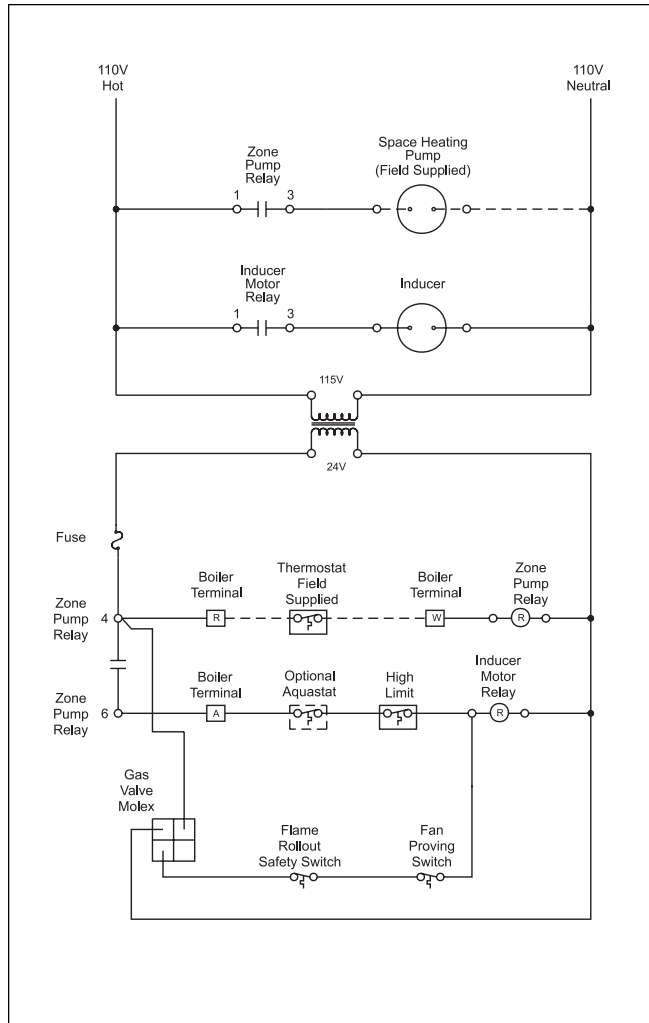 110V
Hot
110V
Neutral
Space Heating
Pump
(Field Supplied)
Zone
Pump
Relay
1
3
Inducer
Motor
Relay
Inducer
1
3
115V
24V
Fuse
Boiler
Terminal
Thermostat
Field
Supplied
Boiler
Terminal
Zone
Pump
Relay
Zone
Pump
Relay
4
R
W
R
Boiler
Terminal
Optional
Aquastat
High
Limit
Inducer
Motor
Relay
Zone
Pump
Relay
6
A
R
Gas
Valve
Molex
Flame
Rollout
Safety Switch
Fan
Proving
Switch